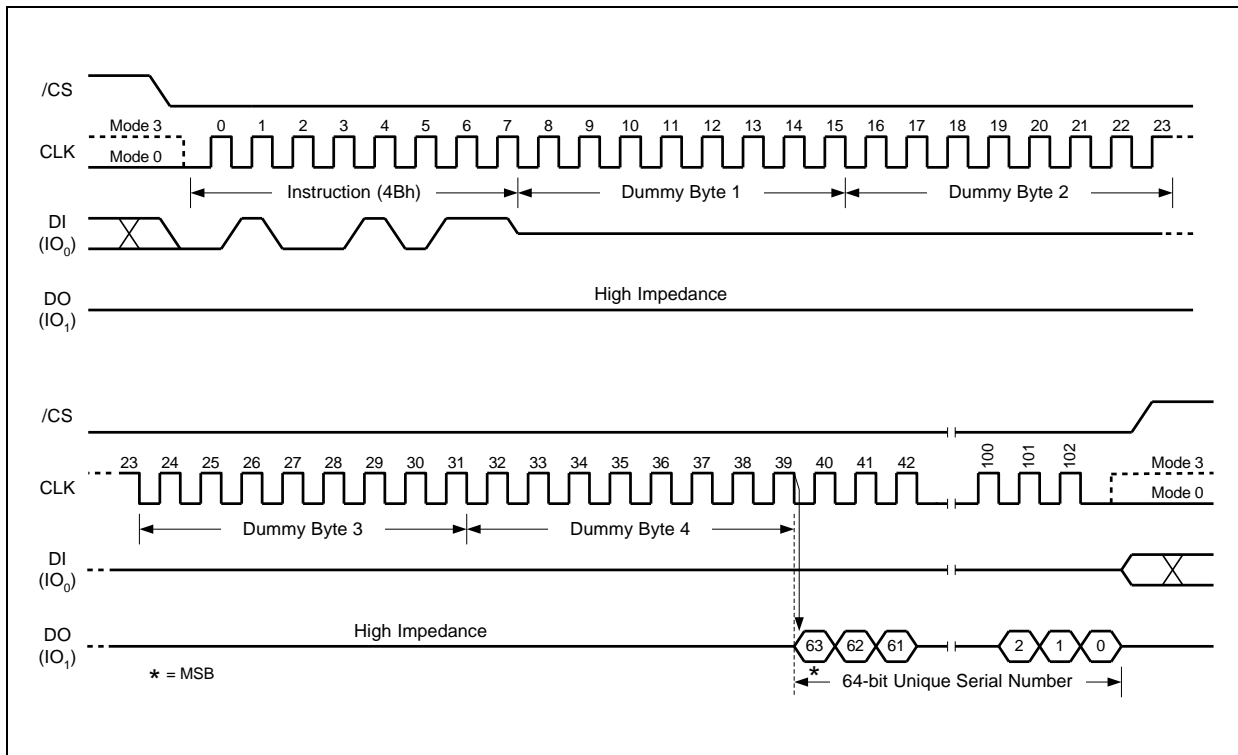 /CS
Mode 3 0 1 2 3 4 5 6 7 8 9 10 11 12 13 14 15 16 17 18 19 20 21 22 23
CLK
Mode 0
Instruction (4Bh) Dummy Byte 1 Dummy Byte 2
DI
(IO0)
High Impedance
DO
(IO1)
/CS
23 24 25 26 27 28 29 30 31 32 33 34 35 36 37 38 39 40 41 42 100 101 102 Mode 3
CLK
Mode 0
Dummy Byte 3 Dummy Byte 4
DI
(IO0)
High Impedance
DO
(IO1)
63 62 61 2 1 0
* = MSB * 64-bit Unique Serial Number